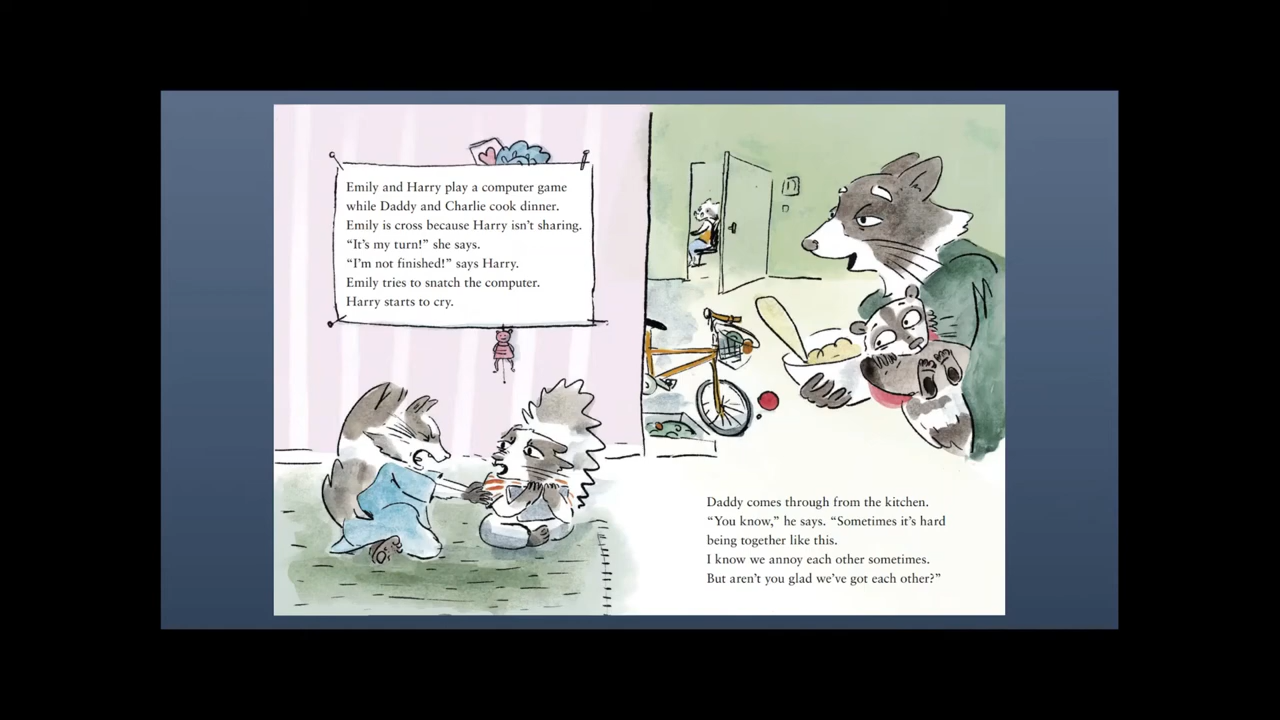 Emily and Harry play a computer game
while Daddy and Charlie cook dinner.
Emily is cross because Harry isn’t sharing.
“It’s my turn!” she says.
“I’m not finished!” says Harry.
Emily tries to snatch the computer.
Harry starts to cry.
Daddy comes through from the kitchen.
“You know,” he says. “Sometimes it’s hard
being together like this.
I know we annoy each other sometimes.
But aren’t you glad we’ve got each other?”